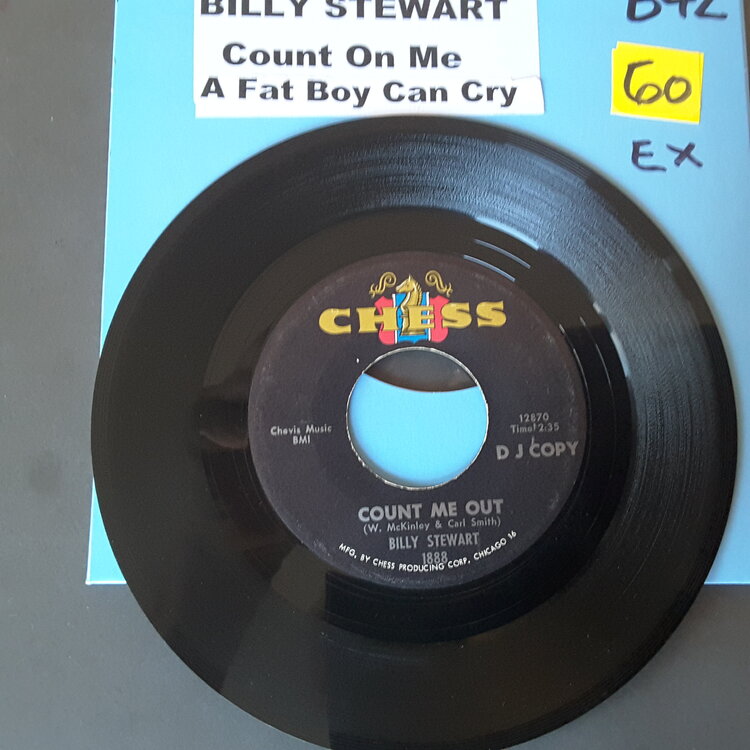 BILLY STEWART
Count On Me
A Fat Boy Can Cry
60
EX
CHESS
Chevis Music
BMI
12870
Time: 2:35
D J COPY
COUNT ME OUT
(W. McKinley & Carl Smith)
BILLY STEWART
1888
MFG. BY CHESS PRODUCING CORP. CHICAGO 16